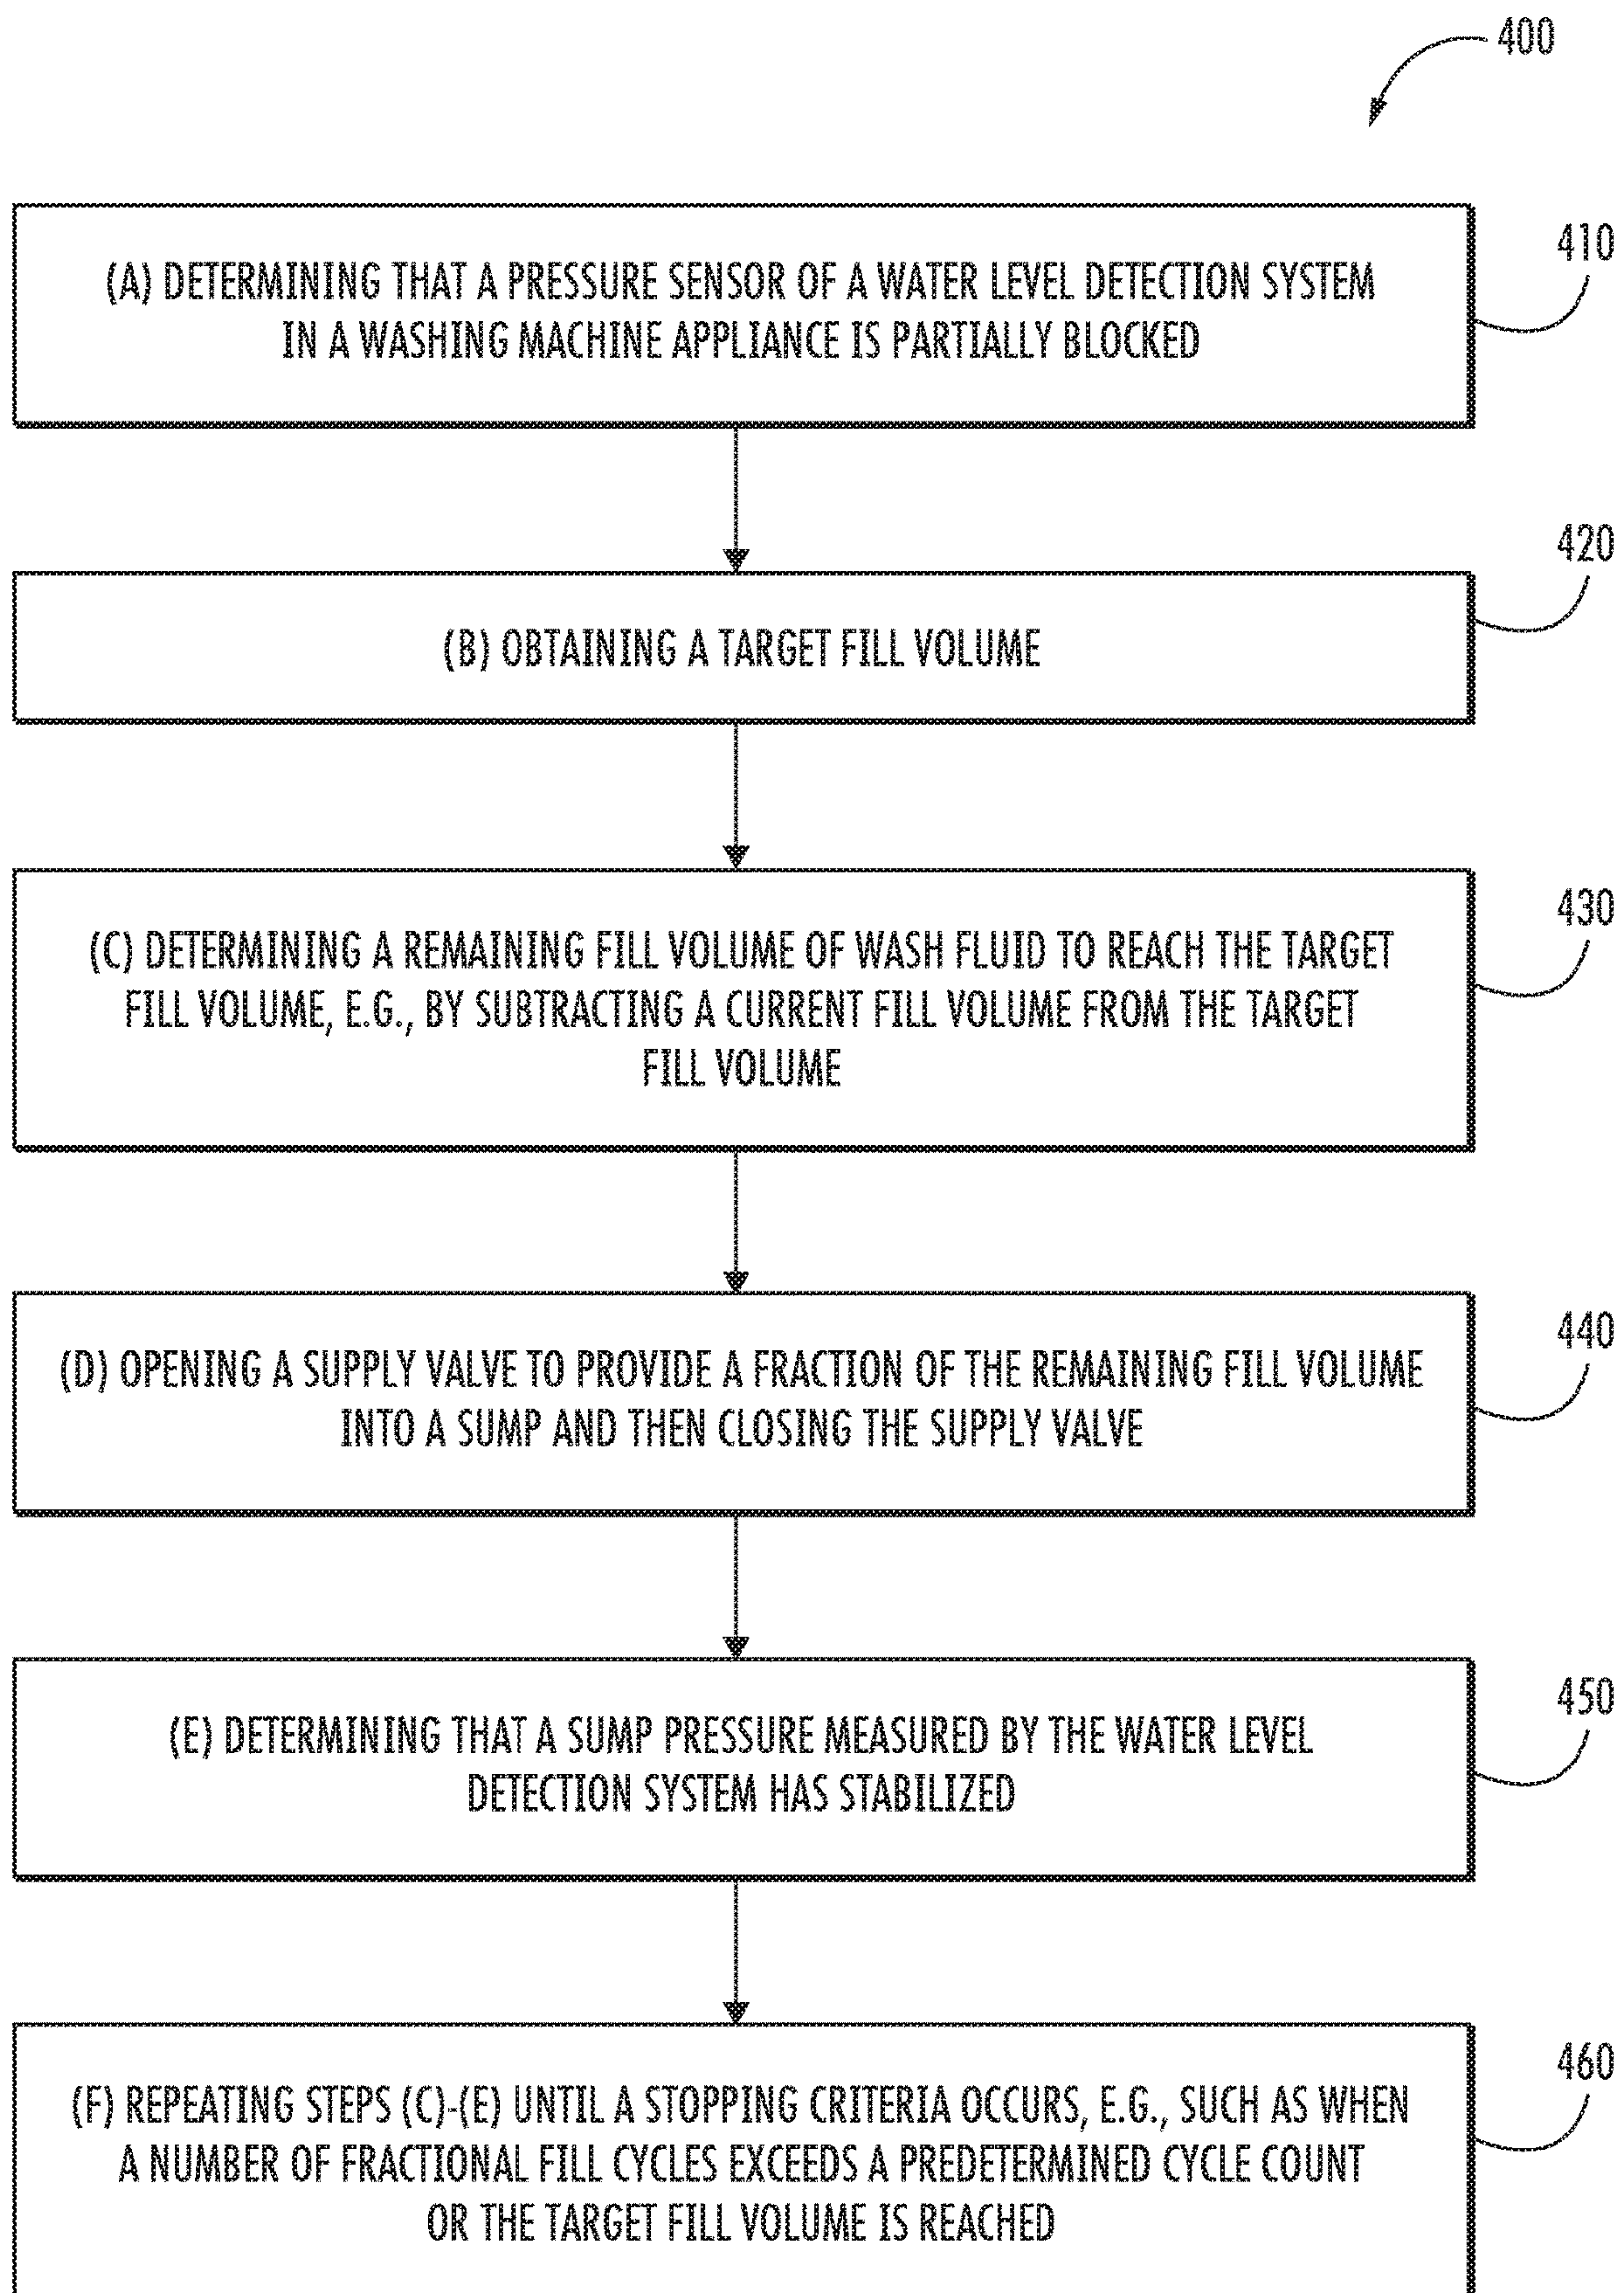 400
(A) DETERMINING THAT A PRESSURE SENSOR OF A WATER LEVEL DETECTION SYSTEM
IN A WASHING MACHINE APPLIANCE IS PARTIALLY BLOCKED
410
(B) OBTAINING A TARGET FILL VOLUME
420
(C) DETERMINING A REMAINING FILL VOLUME OF WASH FLUID TO REACH THE TARGET
FILL VOLUME, E.G., BY SUBTRACTING A CURRENT FILL VOLUME FROM THE TARGET
FILL VOLUME
430
(D) OPENING A SUPPLY VALVE TO PROVIDE A FRACTION OF THE REMAINING FILL VOLUME
INTO A SUMP AND THEN CLOSING THE SUPPLY VALVE
440
(E) DETERMINING THAT A SUMP PRESSURE MEASURED BY THE WATER LEVEL
DETECTION SYSTEM HAS STABILIZED
450
(F) REPEATING STEPS (C)-(E) UNTIL A STOPPING CRITERIA OCCURS, E.G., SUCH AS WHEN
A NUMBER OF FRACTIONAL FILL CYCLES EXCEEDS A PREDETERMINED CYCLE COUNT
OR THE TARGET FILL VOLUME IS REACHED
460